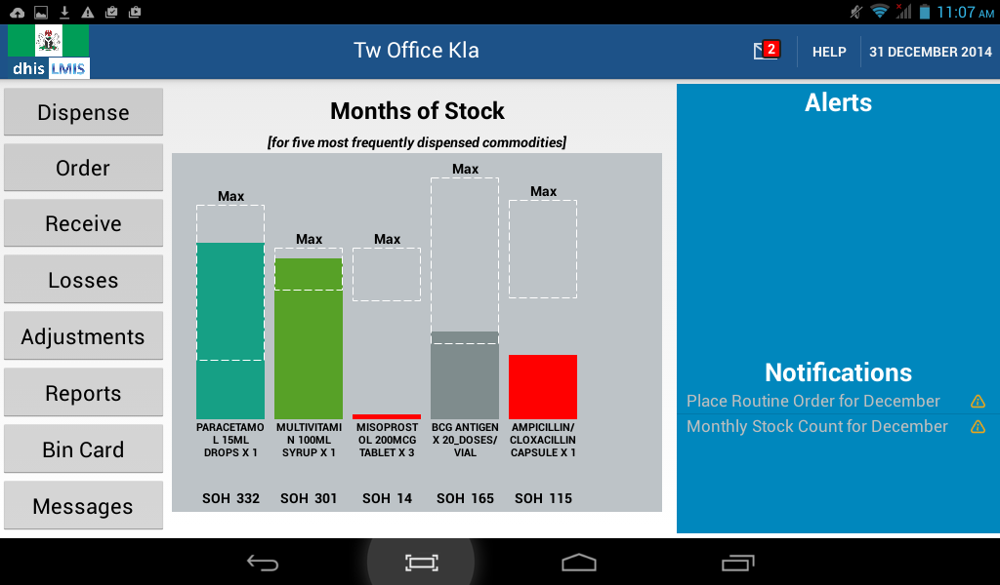 11:07 AM
dhis LMIS
Tw Office Kla
2
HELP
31 DECEMBER 2014
Dispense
Order
Receive
Losses
Adjustments
Reports
Bin Card
Messages
Months of Stock
[for five most frequently dispensed commodities]
Max
Max
Max
Max
Max
PARACETAMO
L 15ML
DROPS X 1
MULTIVITAMI
N 100ML
SYRUP X 1
MISOPROST
OL 200MCG
TABLET X 3
BCG ANTIGEN
X 20_DOSES/
VIAL
AMPICILLIN/
CLOXACILLIN
CAPSULE X 1
SOH 332
SOH 301
SOH 14
SOH 165
SOH 115
Alerts
Notifications
Place Routine Order for December
Monthly Stock Count for December